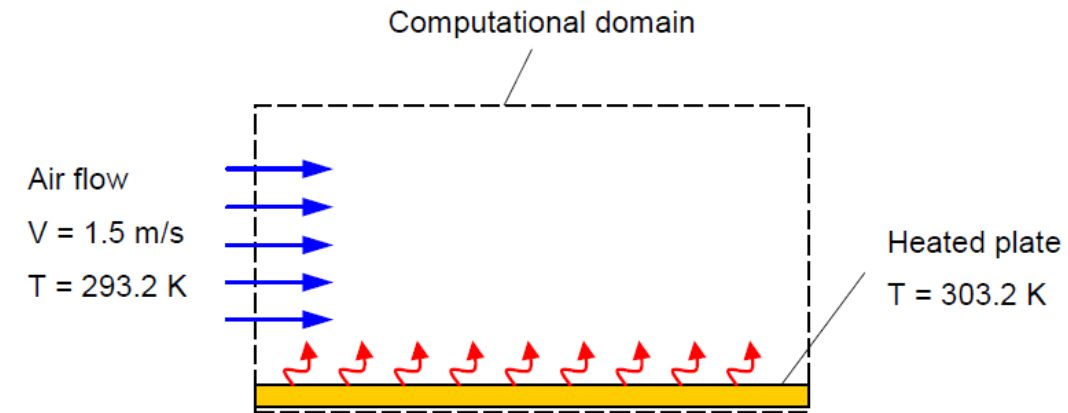 Computational domain
Air flow
V = 1.5 m/s
T = 293.2 K
Heated plate
T = 303.2 K